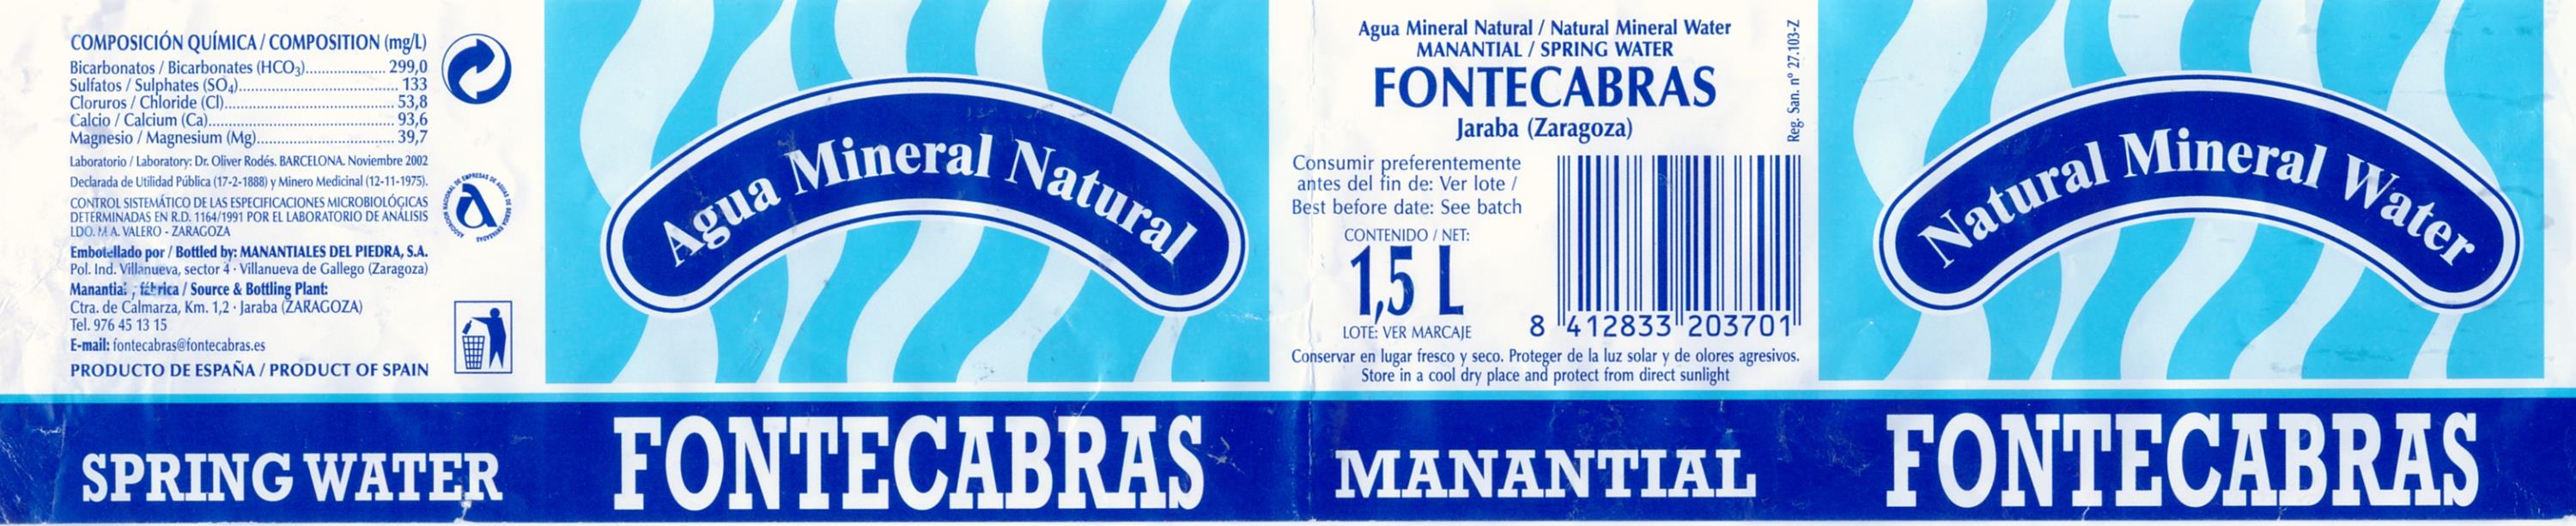 COMPOSICIÓN QUÍMICA / COMPOSITION (mg/L)
Bicarbonatos / Bicarbonates (HCO₃).................. 299,0
Sulfatos / Sulphates (SO₄)..................................... 133
Cloruros / Chloride (Cl)....................................... 53,8
Calcio / Calcium (Ca)........................................... 93,6
Magnesio / Magnesium (Mg)................................ 39,7
Laboratorio / Laboratory: Dr. Oliver Rodés. BARCELONA. Noviembre 2002
Declarada de Utilidad Pública (17-2-1888) y Minero Medicinal (12-11-1975).
CONTROL SISTEMÁTICO DE LAS ESPECIFICACIONES MICROBIOLÓGICAS
DETERMINADAS EN R.D. 1164/1991 POR EL LABORATORIO DE ANÁLISIS
LDO. M A. VALERO - ZARAGOZA
Embotellado por / Bottled by: MANANTIALES DEL PIEDRA, S.A.
Pol. Ind. Villanueva, sector 4 · Villanueva de Gallego (Zaragoza)
Manantial y fábrica / Source & Bottling Plant:
Ctra. de Calmarza, Km. 1,2 · Jaraba (ZARAGOZA)
Tel. 976 45 13 15
E-mail: fontecabras@fontecabras.es
PRODUCTO DE ESPAÑA / PRODUCT OF SPAIN
SPRING WATER
Agua Mineral Natural
FONTECABRAS
Agua Mineral Natural / Natural Mineral Water
MANANTIAL / SPRING WATER
FONTECABRAS
Jaraba (Zaragoza)
Reg. San. nº 27.103-Z
Consumir preferentemente
antes del fin de: Ver lote /
Best before date: See batch
CONTENIDO / NET:
1,5 L
LOTE: VER MARCAJE
8 412833 203701
Conservar en lugar fresco y seco. Proteger de la luz solar y de olores agresivos.
Store in a cool dry place and protect from direct sunlight
MANANTIAL
Natural Mineral Water
FONTECABRAS